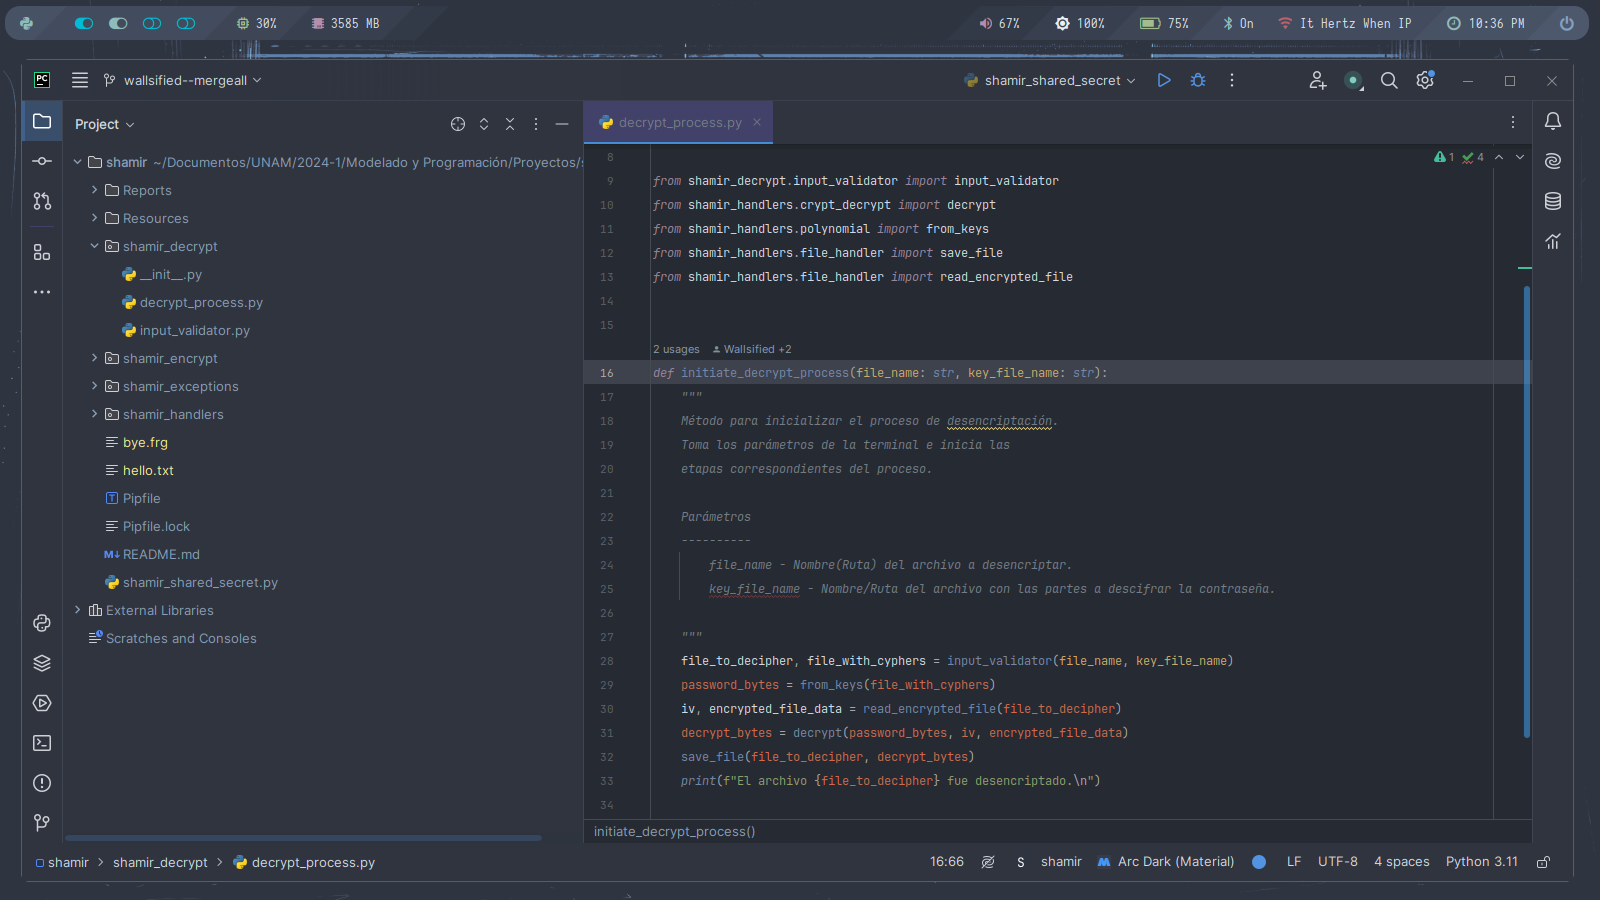 30%
3585 MB
67%
100%
75%
On
It Hertz When IP
10:36 PM
PC
wallsified--mergeall
shamir_shared_secret
Project
shamir ~/Documentos/UNAM/2024-1/Modelado y Programación/Proyectos/
Reports
Resources
shamir_decrypt
__init__.py
decrypt_process.py
input_validator.py
shamir_encrypt
shamir_exceptions
shamir_handlers
bye.frg
hello.txt
Pipfile
Pipfile.lock
README.md
shamir_shared_secret.py
External Libraries
Scratches and Consoles
decrypt_process.py
1 4
8
9 from shamir_decrypt.input_validator import input_validator
10 from shamir_handlers.crypt_decrypt import decrypt
11 from shamir_handlers.polynomial import from_keys
12 from shamir_handlers.file_handler import save_file
13 from shamir_handlers.file_handler import read_encrypted_file
14
15
2 usages Wallsified +2
16 def initiate_decrypt_process(file_name: str, key_file_name: str):
17 """
18 Método para inicializar el proceso de desencriptación.
19 Toma los parámetros de la terminal e inicia las
20 etapas correspondientes del proceso.
21
22 Parámetros
23 ----------
24 file_name - Nombre(Ruta) del archivo a desencriptar.
25 key_file_name - Nombre/Ruta del archivo con las partes a descifrar la contraseña.
26
27 """
28 file_to_decipher, file_with_cyphers = input_validator(file_name, key_file_name)
29 password_bytes = from_keys(file_with_cyphers)
30 iv, encrypted_file_data = read_encrypted_file(file_to_decipher)
31 decrypt_bytes = decrypt(password_bytes, iv, encrypted_file_data)
32 save_file(file_to_decipher, decrypt_bytes)
33 print(f"El archivo {file_to_decipher} fue desencriptado.\n")
34
initiate_decrypt_process()
shamir > shamir_decrypt > decrypt_process.py
16:66
S
shamir
Arc Dark (Material)
LF
UTF-8
4 spaces
Python 3.11